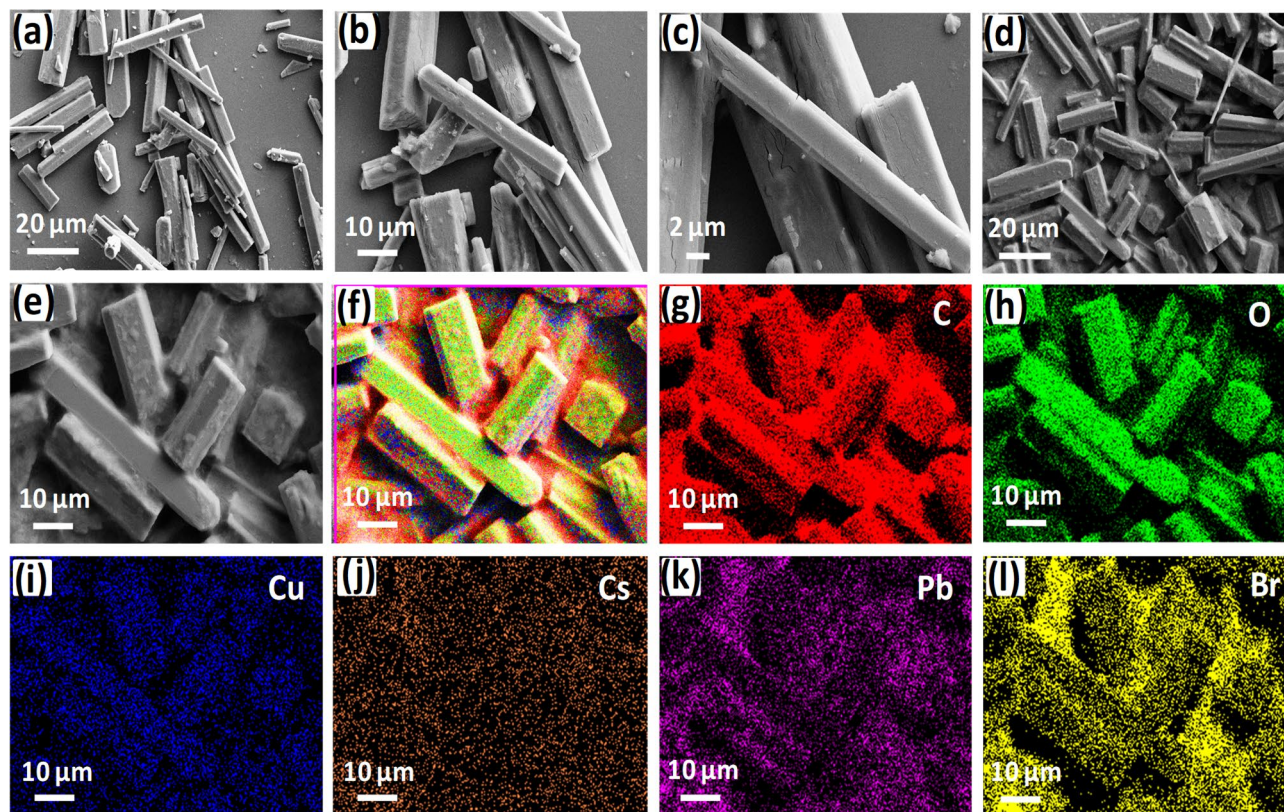 (a)
20 µm
(b)
10 µm
(c)
2 µm
(d)
20 µm
(e)
10 µm
(f)
10 µm
(g)
C
10 µm
(h)
O
10 µm
(i)
Cu
10 µm
(j)
Cs
10 µm
(k)
Pb
10 µm
(l)
Br
10 µm